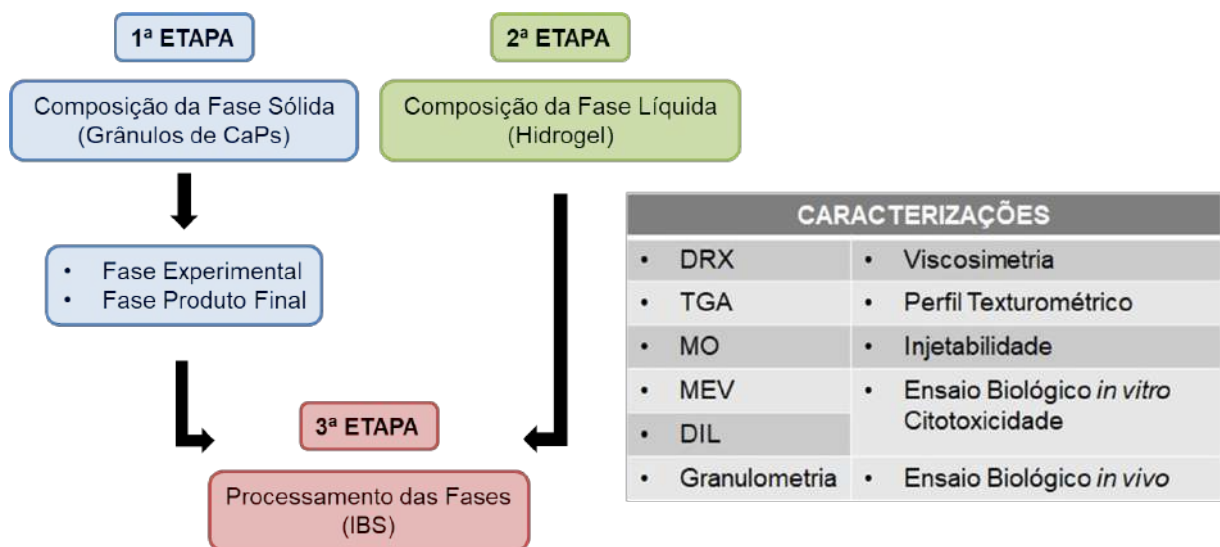 1ª ETAPA
Composição da Fase Sólida
(Grânulos de CaPs)
• Fase Experimental
• Fase Produto Final
2ª ETAPA
Composição da Fase Líquida
(Hidrogel)
3ª ETAPA
Processamento das Fases
(IBS)
CARACTERIZAÇÕES
• DRX
• Viscosimetria
• TGA
• Perfil Texturométrico
• MO
• Injetabilidade
• MEV
• Ensaio Biológico in vitro
Citotoxicidade
• DIL
• Granulometria
• Ensaio Biológico in vivo